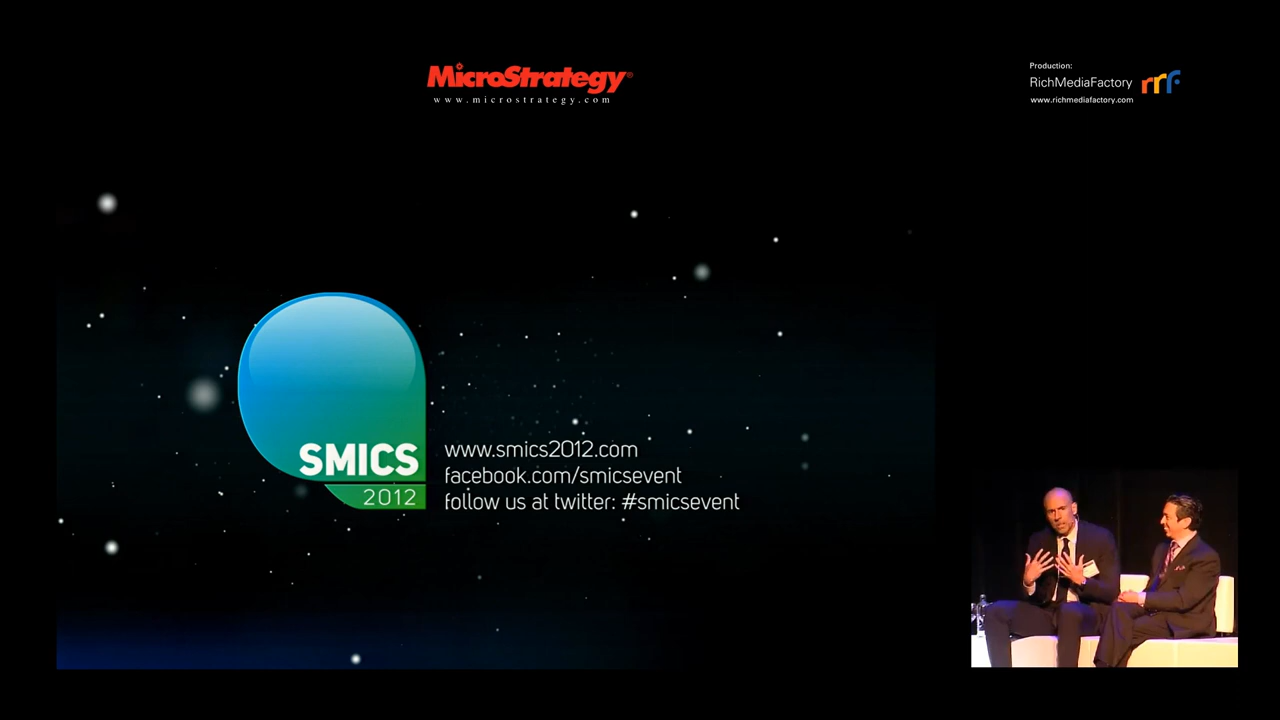 MicroStrategy®
www.microstrategy.com
Production:
RichMediaFactory
rrf
www.richmediafactory.com
SMICS
2012
www.smics2012.com
facebook.com/smicsevent
follow us at twitter: #smicsevent